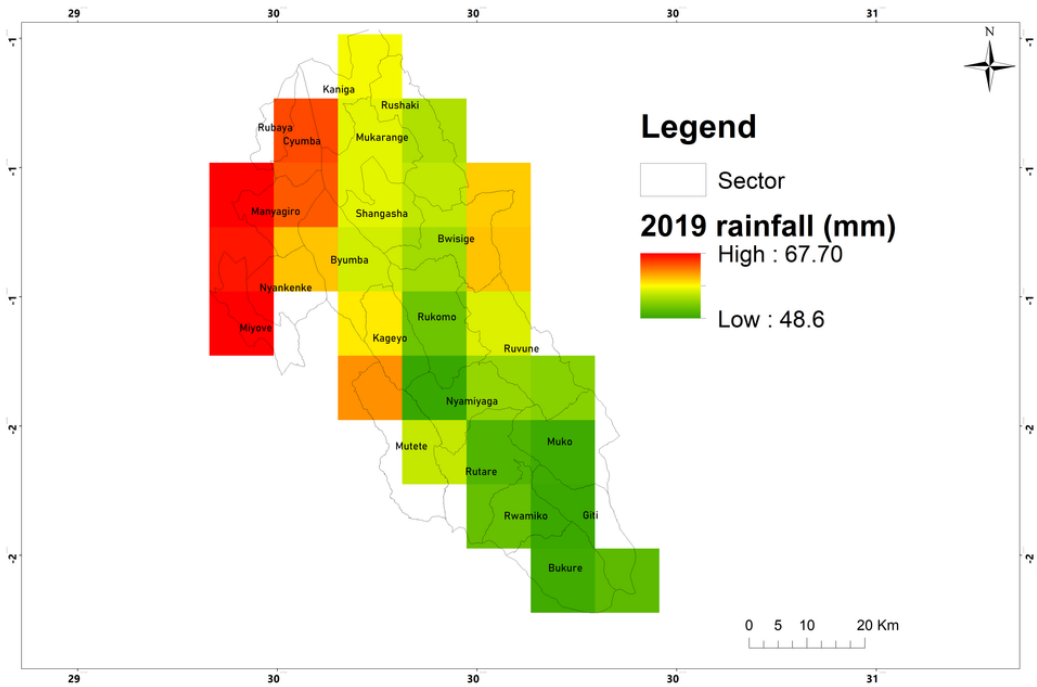 29 30 30 30 31
N
-1 -1
Kaniga
Rushaki
Rubaya
Cyumba
Mukarange
Legend
-1 -1
Sector
Manyagiro
Shangasha
2019 rainfall (mm)
Bwisige
High : 67.70
Byumba
Nyankenke
-1 -1
Rukomo
Low : 48.6
Miyove
Kageyo
Ruvune
Nyamiyaga
-2 -2
Muko
Mutete
Rutare
Rwamiko
Giti
-2 -2
Bukure
0 5 10 20 Km
29 30 30 30 31